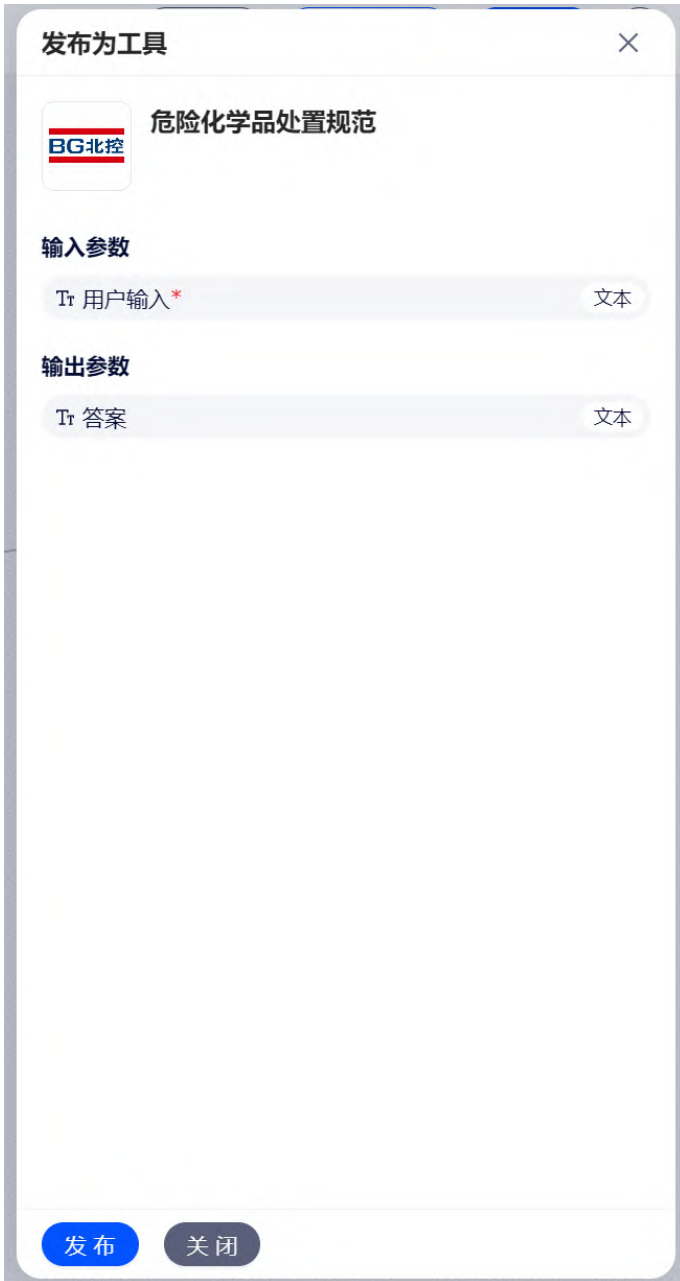 发布为工具
BG北控
危险化学品处置规范
输入参数
Tт 用户输入* 文本
输出参数
Tт 答案 文本
发布 关闭